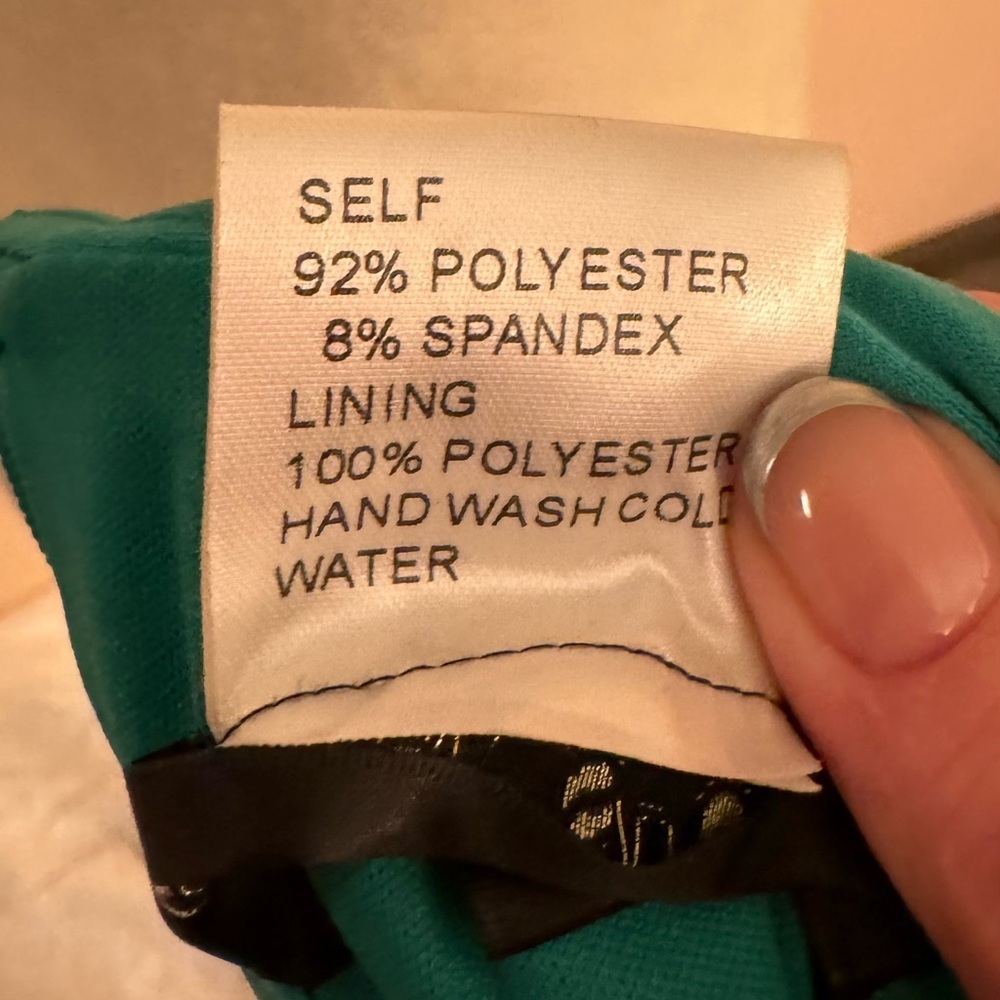 SELF
92% POLYESTER
8% SPANDEX
LINING
100% POLYESTER
HAND WASH COLD
WATER